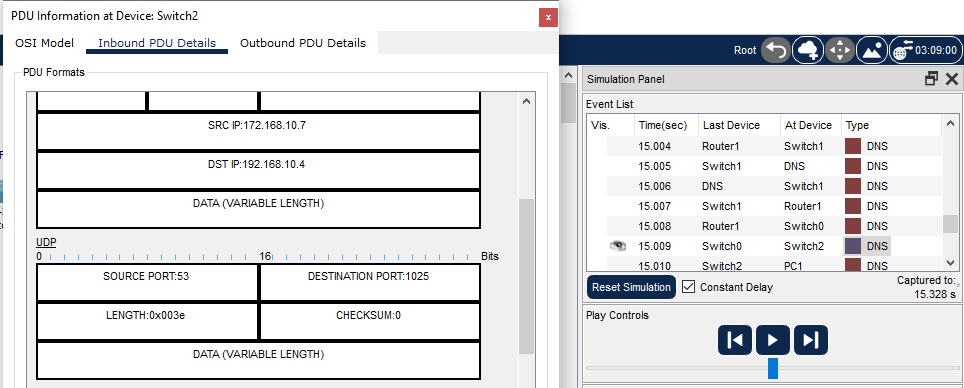 PDU Information at Device: Switch2
x
OSI Model Inbound PDU Details Outbound PDU Details
PDU Formats
SRC IP:172.168.10.7
DST IP:192.168.10.4
DATA (VARIABLE LENGTH)
UDP
0 16 Bits
SOURCE PORT:53 DESTINATION PORT:1025
LENGTH:0x003e CHECKSUM:0
DATA (VARIABLE LENGTH)
Root 03:09:00
Simulation Panel
Event List
Vis. Time(sec) Last Device At Device Type
15.004 Router1 Switch1 DNS
15.005 Switch1 DNS DNS
15.006 DNS Switch1 DNS
15.007 Switch1 Router1 DNS
15.008 Router1 Switch0 DNS
15.009 Switch0 Switch2 DNS
15.010 Switch2 PC1 DNS
Reset Simulation Constant Delay Captured to:
15.328 s
Play Controls